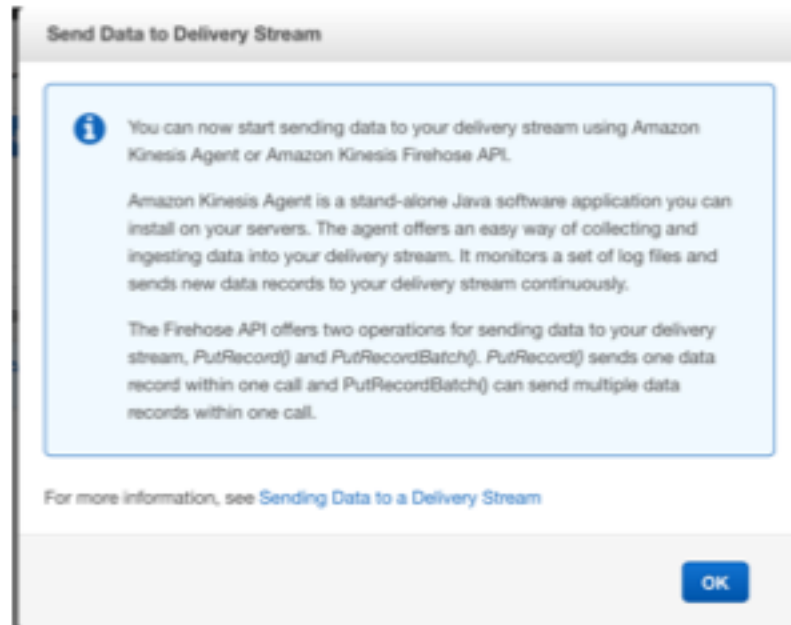 Send Data to Delivery Stream
You can now start sending data to your delivery stream using Amazon
Kinesis Agent or Amazon Kinesis Firehose API.
Amazon Kinesis Agent is a stand-alone Java software application you can
install on your servers. The agent offers an easy way of collecting and
ingesting data into your delivery stream. It monitors a set of log files and
sends new data records to your delivery stream continuously.
The Firehose API offers two operations for sending data to your delivery
stream, PutRecord() and PutRecordBatch(). PutRecord() sends one data
record within one call and PutRecordBatch() can send multiple data
records within one call.
For more information, see Sending Data to a Delivery Stream
OK